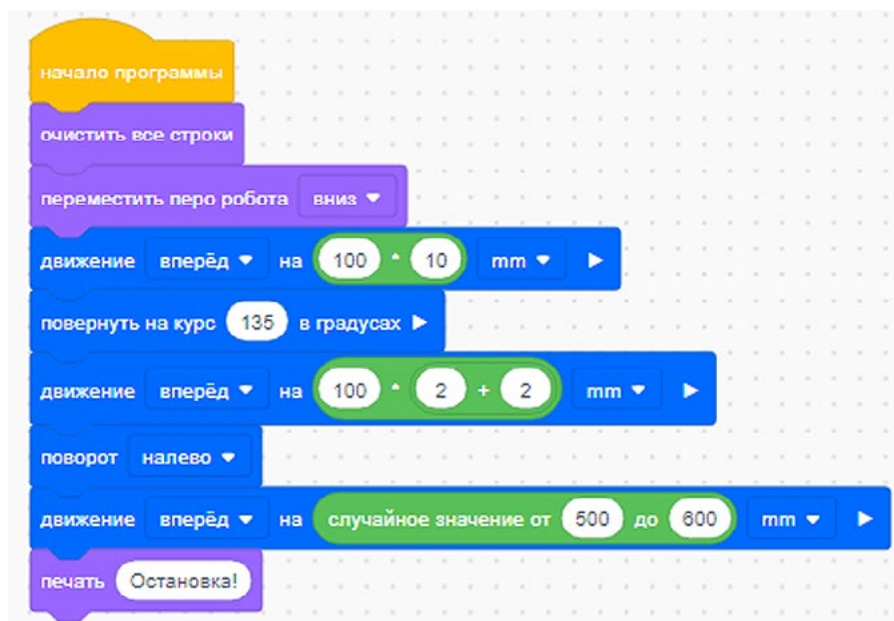 начало программы
очистить все строки
переместить перо робота вниз
движение вперёд на 100 * 10 mm
повернуть на курс 135 в градусах
движение вперёд на 100 * 2 + 2 mm
поворот налево
движение вперёд на случайное значение от 500 до 600 mm
печать Остановка!